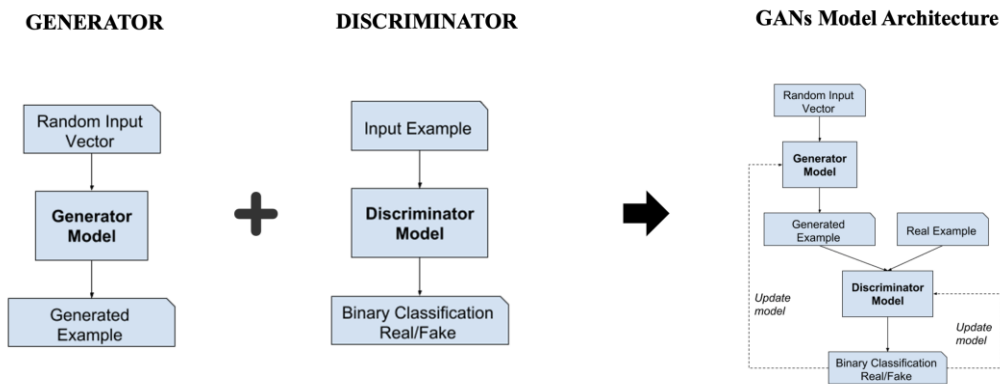 GENERATOR
Random Input
Vector
Generator
Model
Generated
Example
DISCRIMINATOR
Input Example
Discriminator
Model
Binary Classification
Real/Fake
GANs Model Architecture
Random Input
Vector
Generator
Model
Generated
Example
Real Example
Discriminator
Model
Update
model
Update
model
Binary Classification
Real/Fake